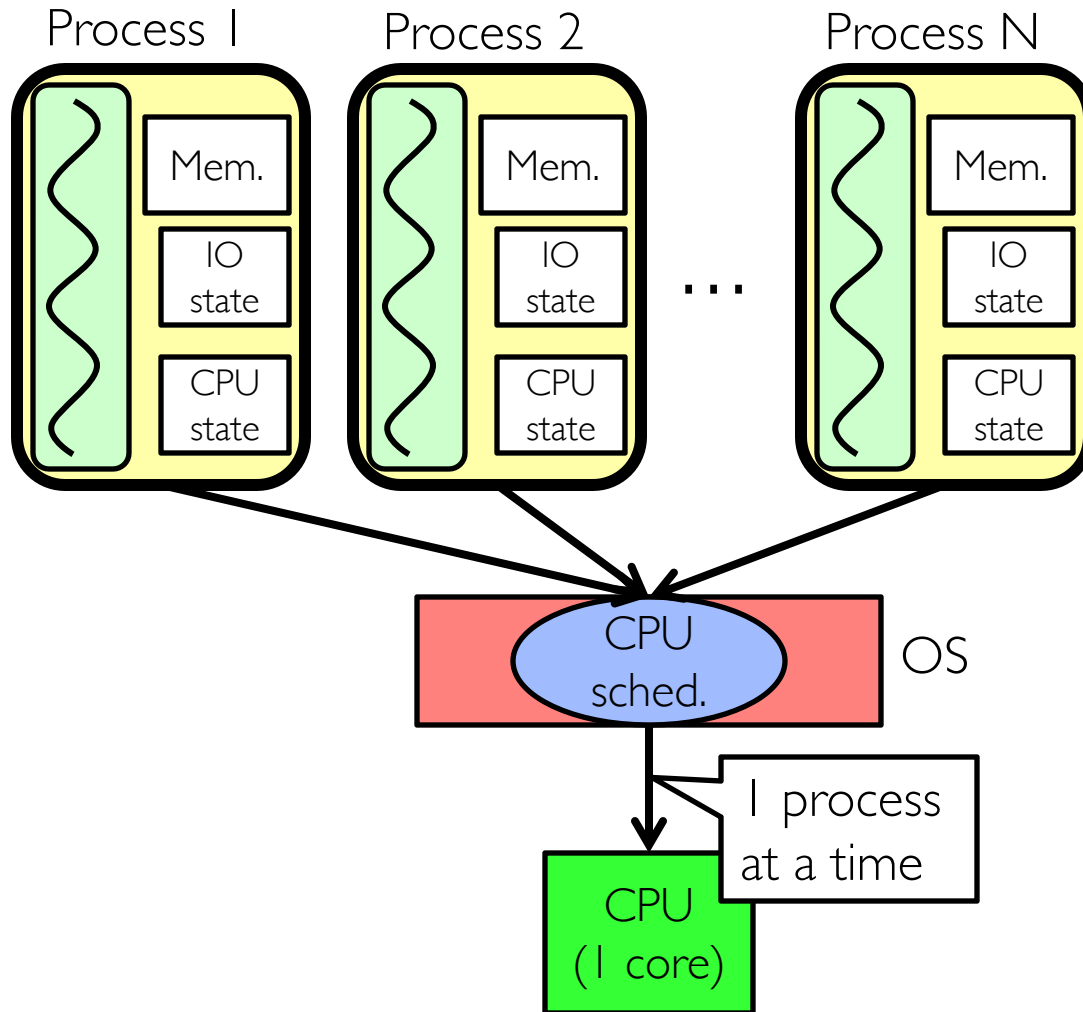 Process 1
Process 2
Process N
Mem.
IO
state
CPU
state
Mem.
IO
state
CPU
state
...
Mem.
IO
state
CPU
state
CPU
sched.
OS
1 process
at a time
CPU
(1 core)